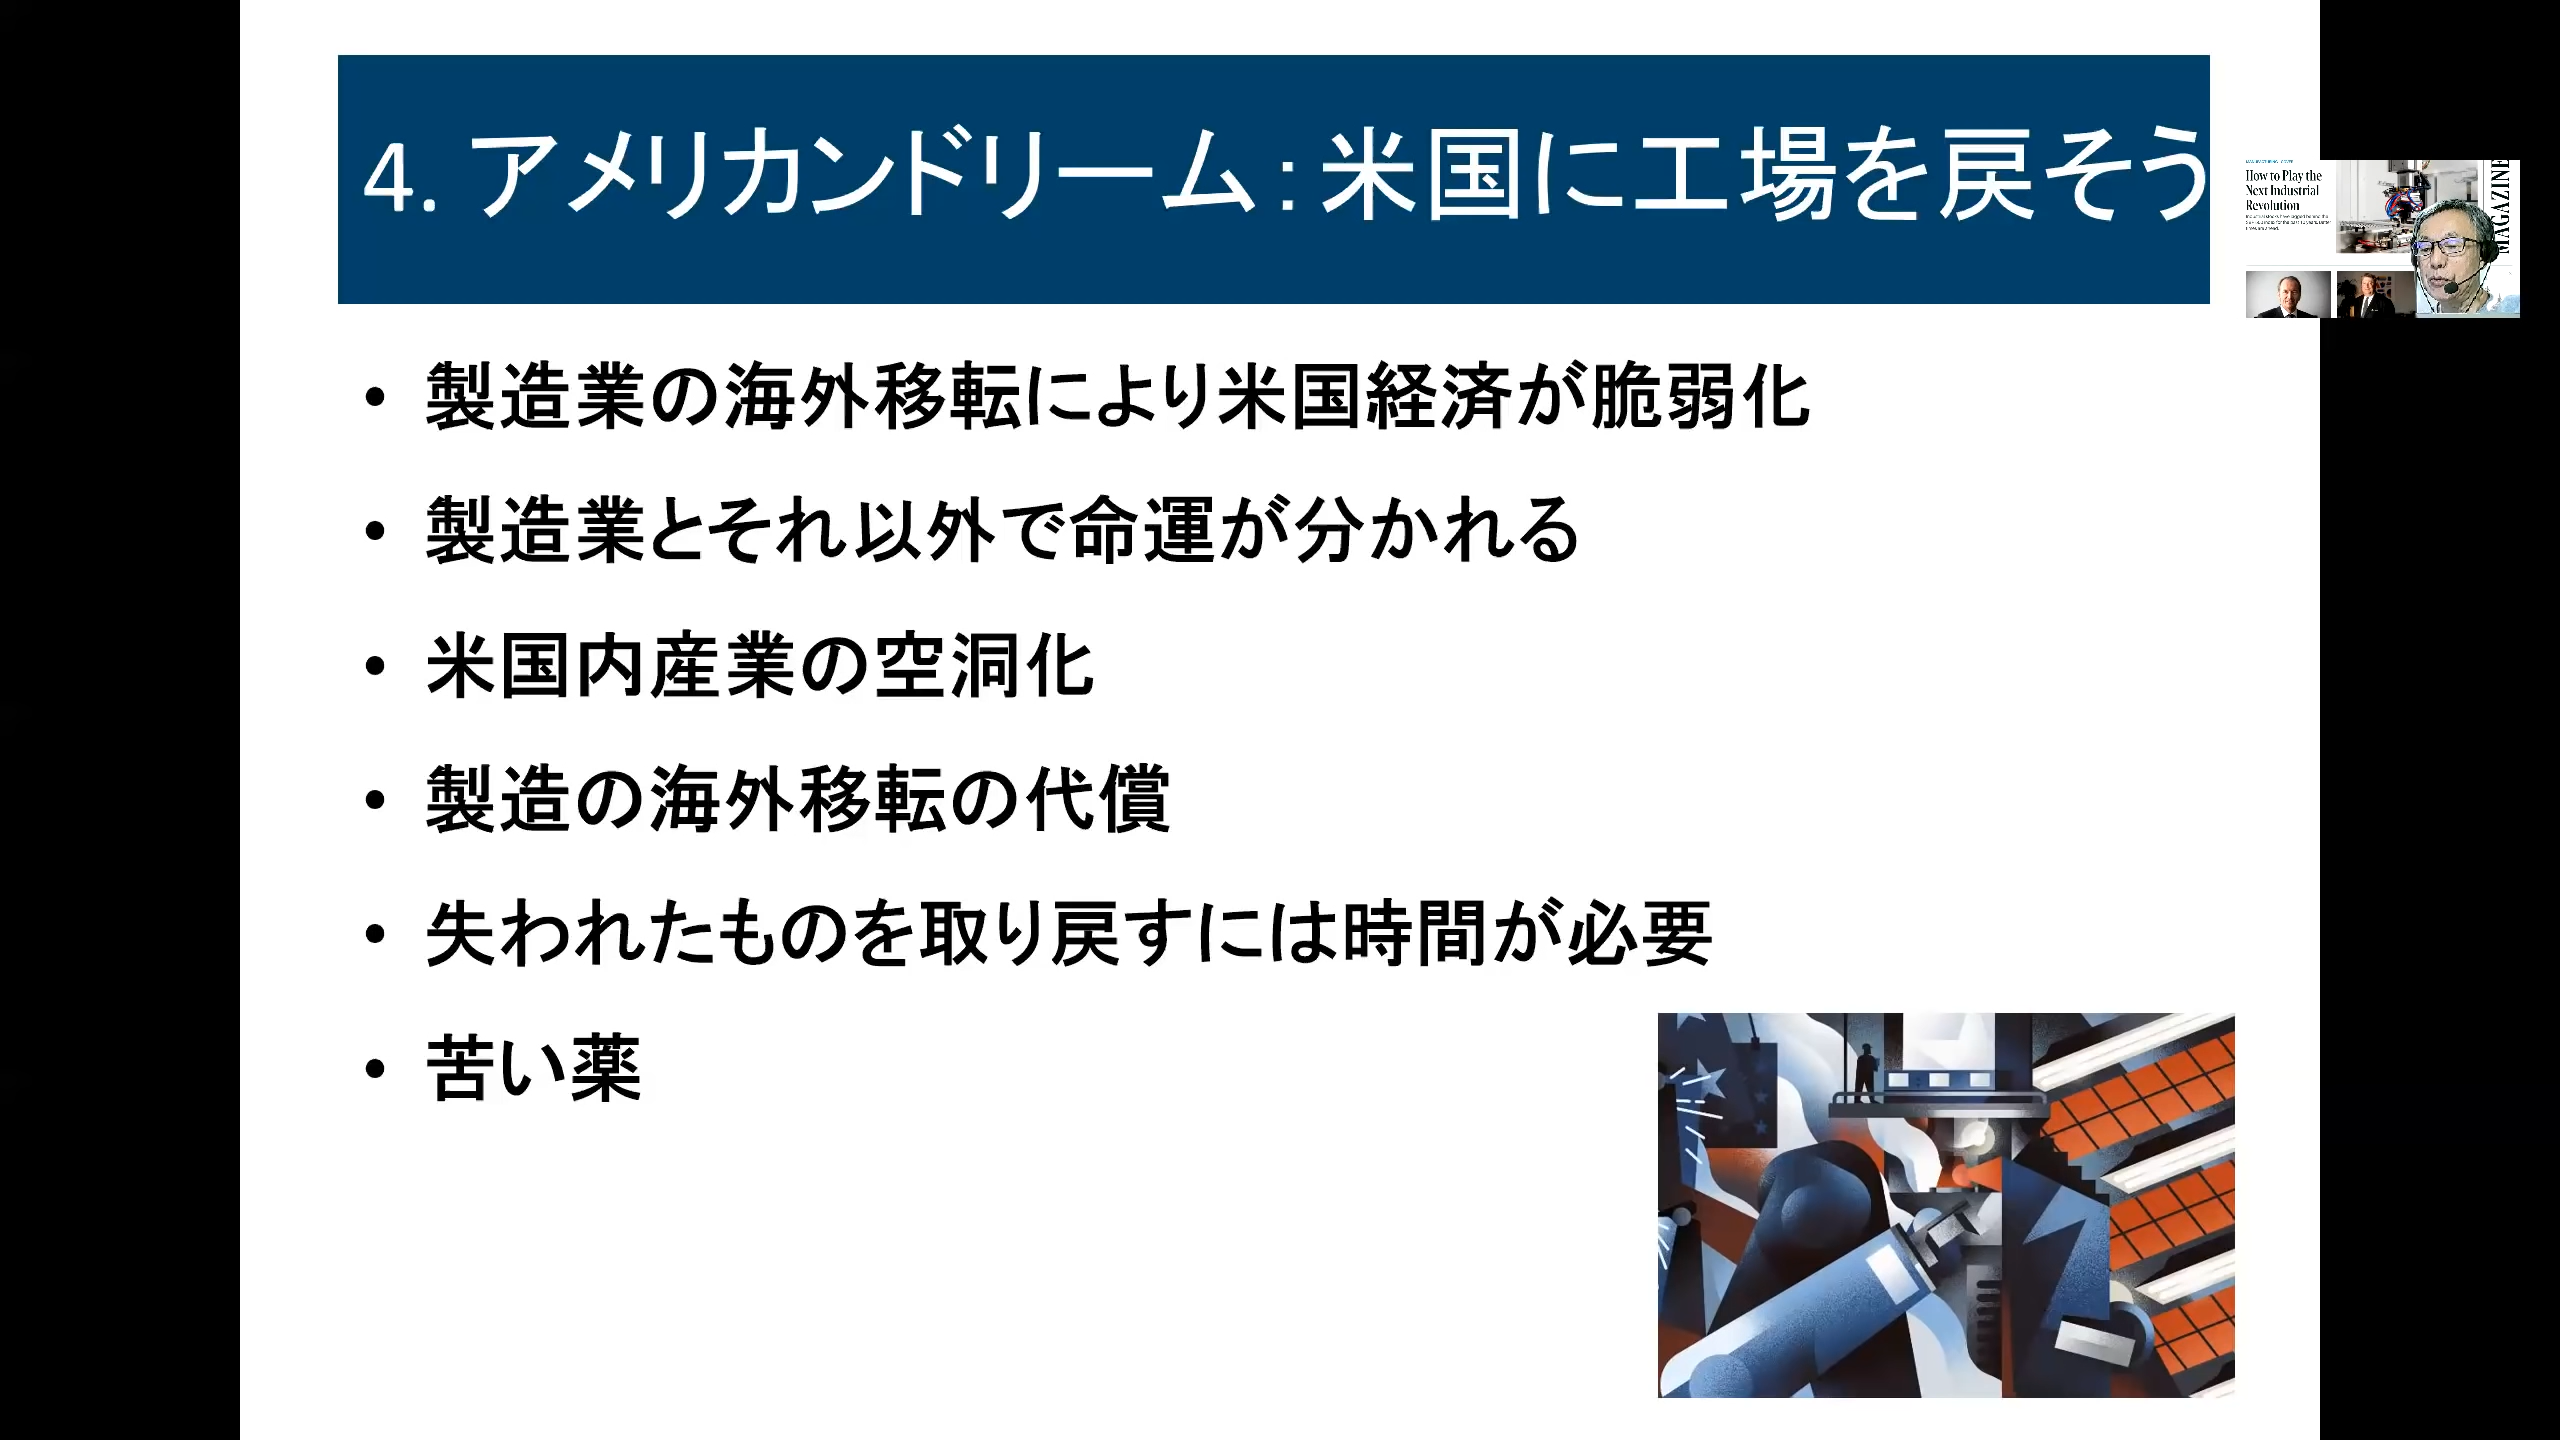 4. アメリカンドリーム：米国に工場を戻そう
・ 製造業の海外移転により米国経済が脆弱化
・ 製造業とそれ以外で命運が分かれる
・ 米国内産業の空洞化
・ 製造の海外移転の代償
・ 失われたものを取り戻すには時間が必要
・ 苦い薬
How to Play the
Next Industrial
Revolution
MAGAZINE